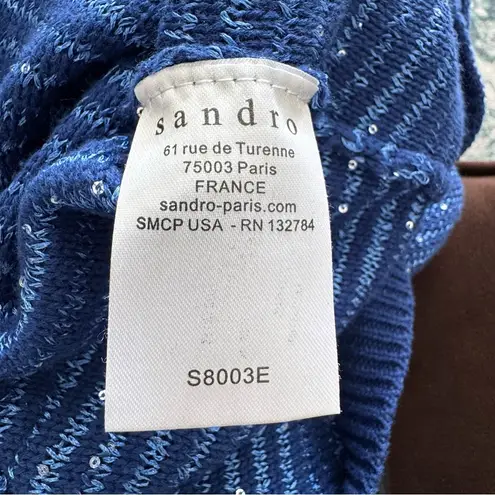 sandro
61 rue de Turenne
75003 Paris
FRANCE
sandro-paris.com
SMCP USA - RN 132784
S8003E